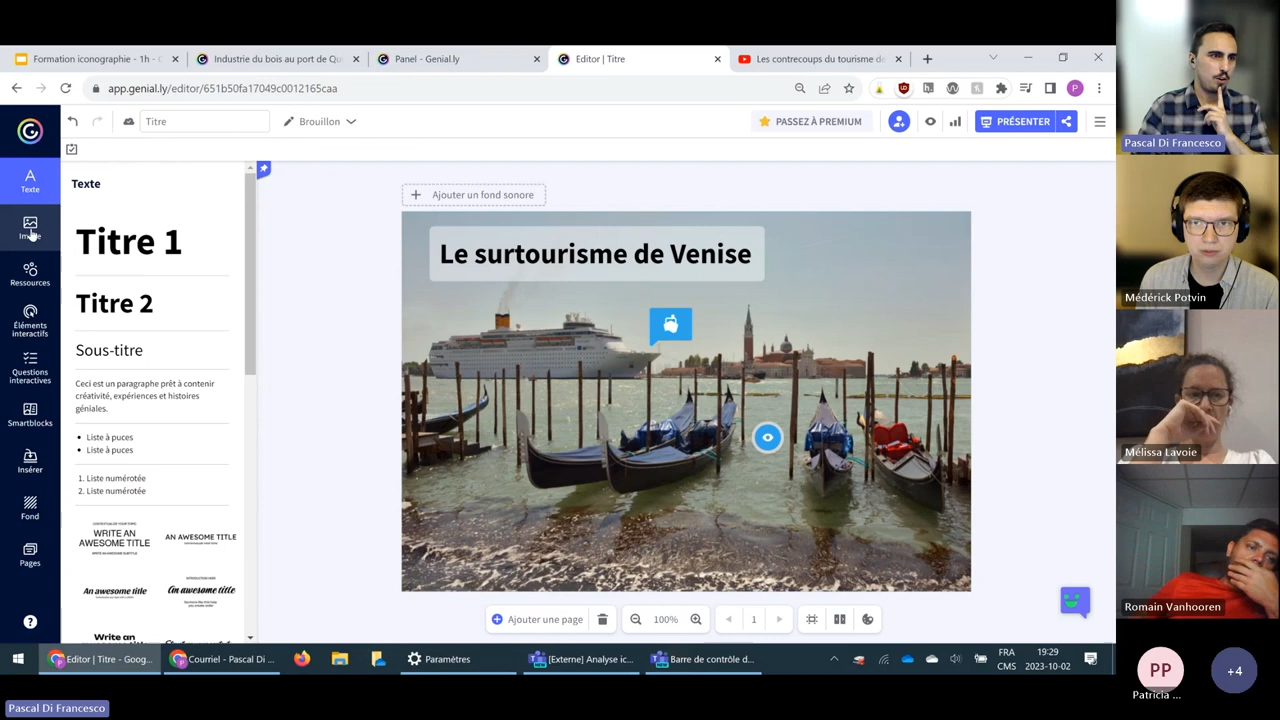 Formation iconographie - 1h - G
Industrie du bois au port de Qu
Panel - Genial.ly
Editor | Titre
Les contrecoups du tourisme de
app.genial.ly/editor/651b50fa17049c0012165caa
P
Titre
Brouillon
PASSEZ À PREMIUM
PRÉSENTER
Texte
Ressources
Éléments
interactifs
Questions
interactives
Smartblocks
Insérer
Fond
Pages
Texte
Titre 1
Titre 2
Sous-titre
Ceci est un paragraphe prêt à contenir
créativité, expériences et histoires
géniales.
• Liste à puces
• Liste à puces
1. Liste numérotée
2. Liste numérotée
WRITE AN
AWESOME TITLE
AN AWESOME TITLE
An awesome title
An awesome title
Write an
Ajouter un fond sonore
Le surtourisme de Venise
Ajouter une page
100%
1
Editor | Titre - Goog...
Courriel - Pascal Di ...
Paramètres
[Externe] Analyse ic...
Barre de contrôle d...
FRA
CMS
19:29
2023-10-02
Pascal Di Francesco
Médérick Potvin
Mélissa Lavoie
Romain Vanhooren
PP
Patricia ...
+4
Pascal Di Francesco